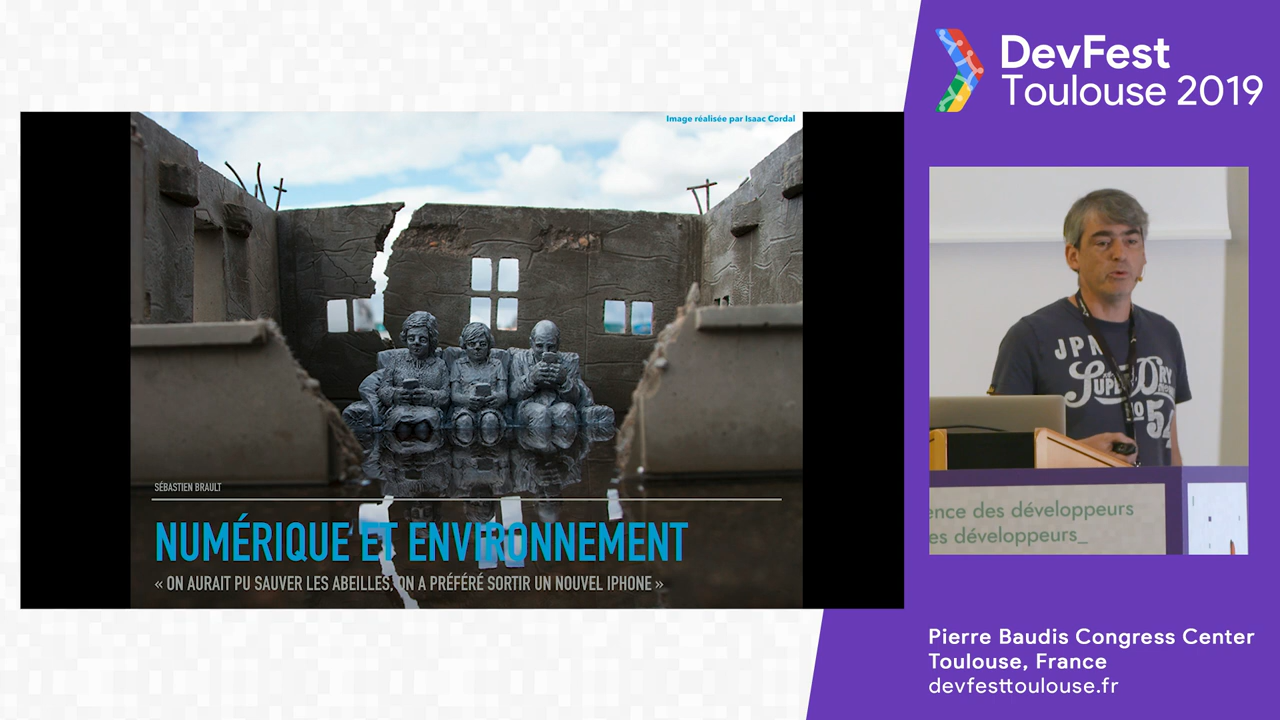 Image réalisée par Isaac Cordal
SÉBASTIEN BRAULT
NUMÉRIQUE ET ENVIRONNEMENT
« ON AURAIT PU SAUVER LES ABEILLES, ON A PRÉFÉRÉ SORTIR UN NOUVEL IPHONE »
DevFest
Toulouse 2019
JPN
SUPERDRY
No 54
ence des développeurs
es développeurs_
Pierre Baudis Congress Center
Toulouse, France
devfesttoulouse.fr